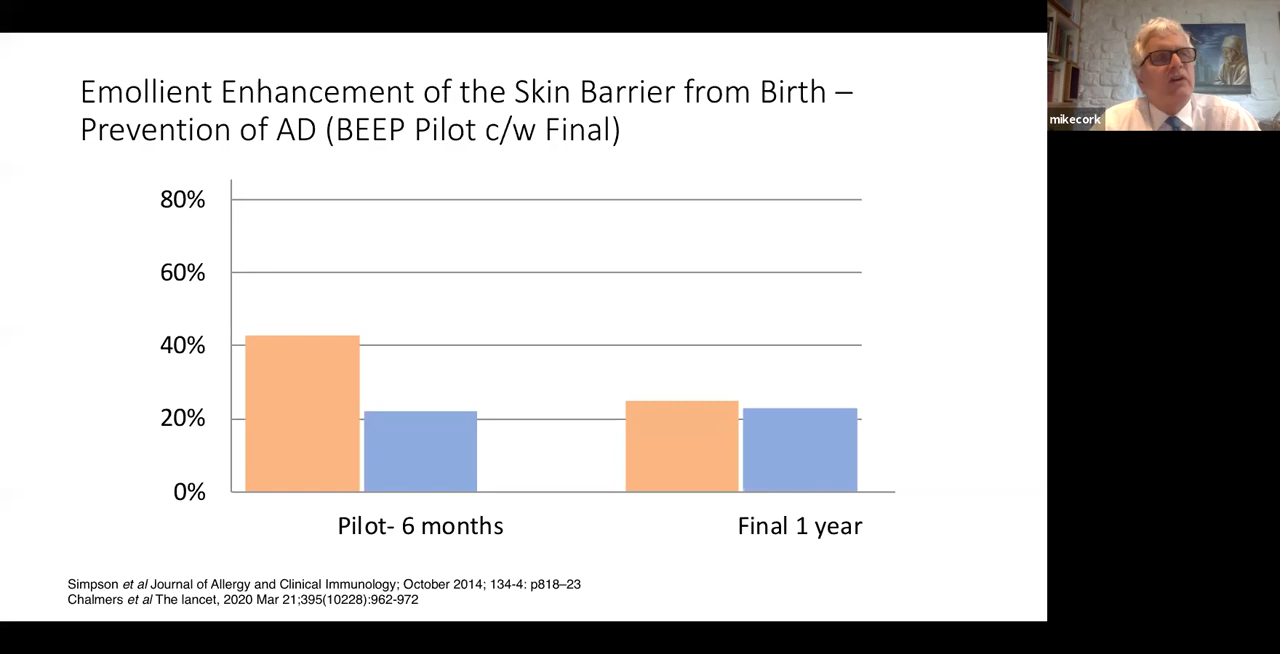 Emollient Enhancement of the Skin Barrier from Birth –
Prevention of AD (BEEP Pilot c/w Final)
mikecork
80%
60%
40%
20%
0%
Pilot- 6 months
Final 1 year
Simpson et al Journal of Allergy and Clinical Immunology; October 2014; 134-4: p818–23
Chalmers et al The lancet, 2020 Mar 21;395(10228):962-972